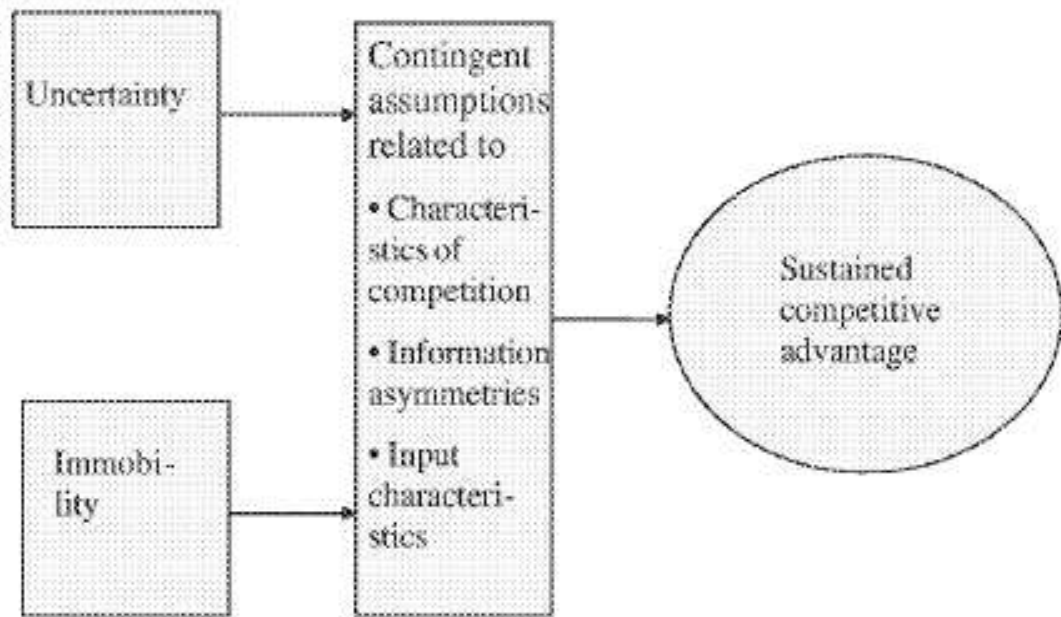 Uncertainty
Contingent
assumptions
related to
• Characteri-
stics of
competition
• Information
asymmetries
• Input
characteri-
stics
Immobi-
lity
Sustained
competitive
advantage